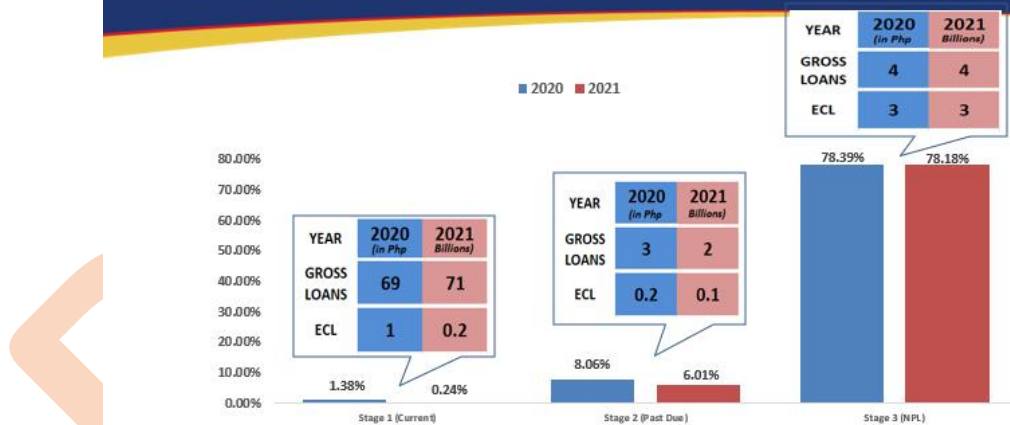 YEAR 2020 (in Php 2021 Billions)
GROSS LOANS 4 4
ECL 3 3
2020 2021
80.00%
70.00%
60.00%
50.00%
40.00%
30.00%
20.00%
10.00%
0.00%
YEAR 2020 (in Php 2021 Billions)
GROSS LOANS 69 71
ECL 1 0.2
1.38% 0.24%
YEAR 2020 (in Php 2021 Billions)
GROSS LOANS 3 2
ECL 0.2 0.1
8.06% 6.01%
78.39% 78.18%
Stage 1 (Current) Stage 2 (Past Due) Stage 3 (NPL)